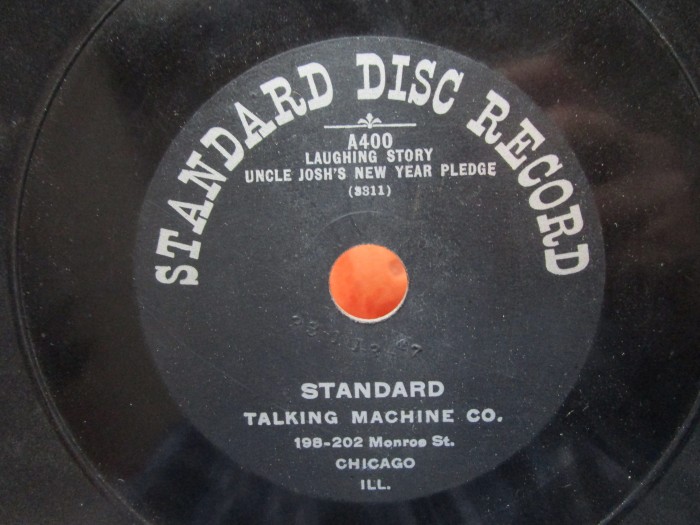 STANDARD DISC RECORD
A400
LAUGHING STORY
UNCLE JOSH'S NEW YEAR PLEDGE
(3311)
STANDARD
TALKING MACHINE CO.
198-202 Monroe St.
CHICAGO
ILL.